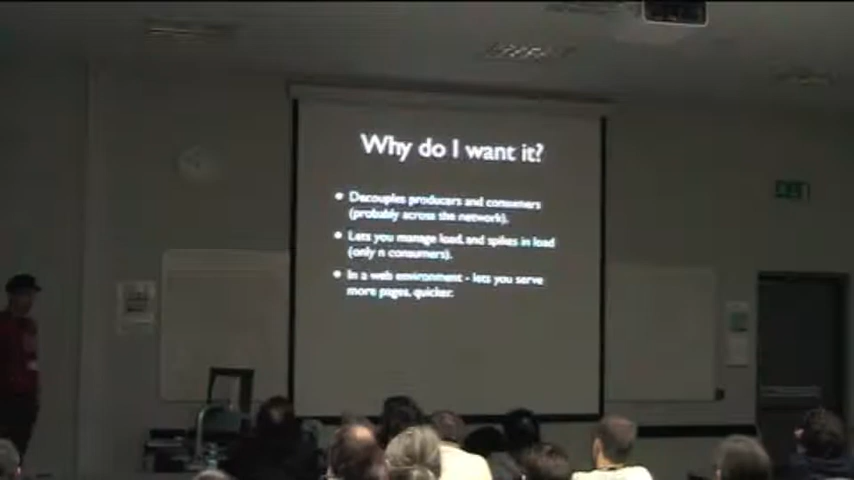 Why do I want it?
Decouples producers and consumers
(probably across the network).
Lets you manage load, and spikes in load
(only n consumers).
In a web environment - lets you serve
more pages, quicker.